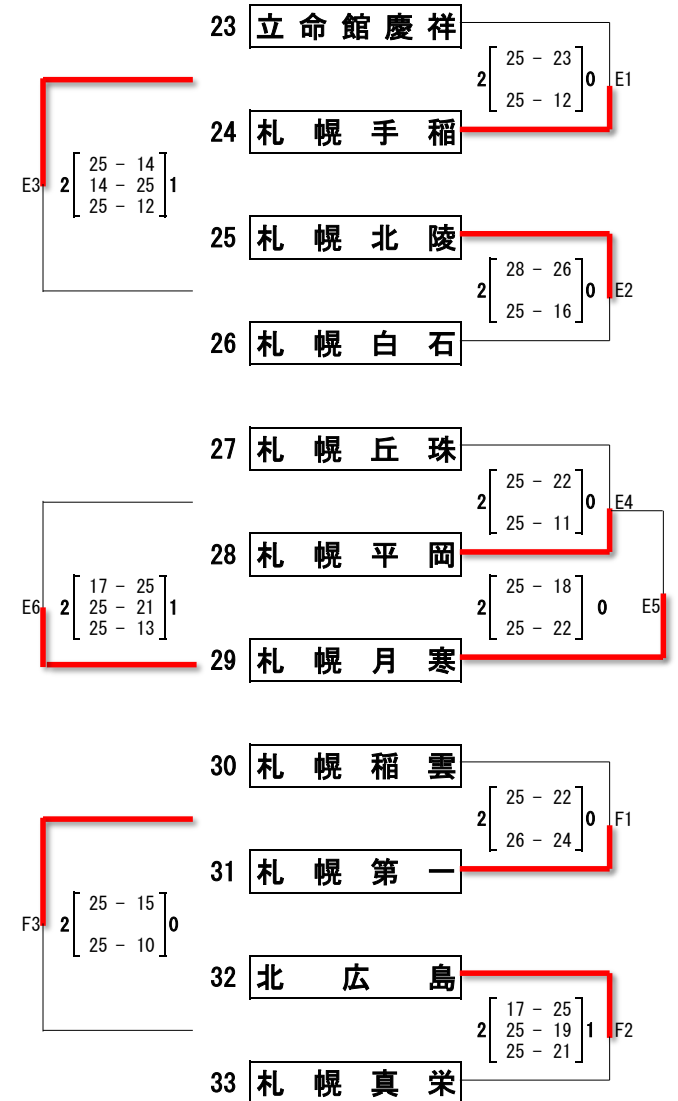 23 立命館慶祥
25 - 23
2 0 E1
25 - 12
24 札幌手稲
25 - 14
E3 2 14 - 25 1
25 - 12
25 札幌北陵
28 - 26
2 0 E2
25 - 16
26 札幌白石
27 札幌丘珠
25 - 22
2 0 E4
25 - 11
28 札幌平岡
17 - 25
E6 2 25 - 21 1
25 - 13
25 - 18
2 0 E5
25 - 22
29 札幌月寒
30 札幌稲雲
25 - 22
2 0 F1
26 - 24
31 札幌第一
25 - 15
F3 2 0
25 - 10
32 北広島
17 - 25
2 25 - 19 1 F2
25 - 21
33 札幌真栄